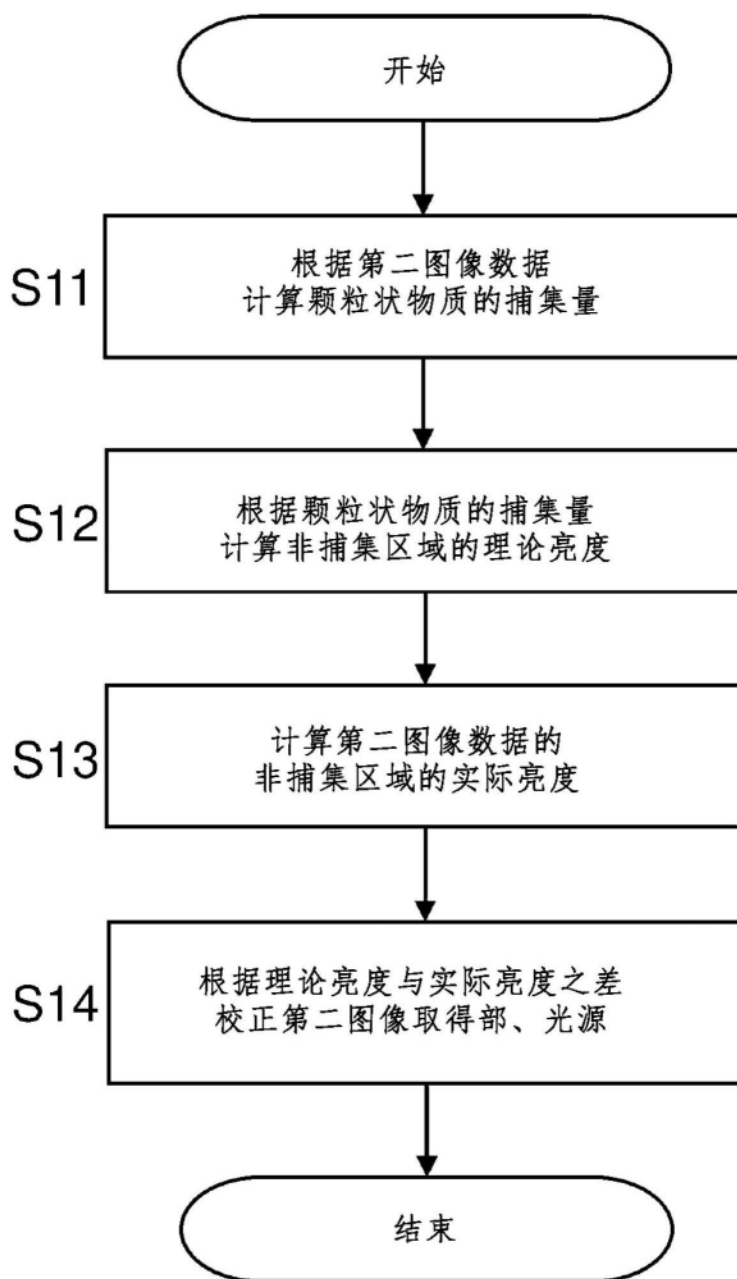 开始
S11
根据第二图像数据
计算颗粒状物质的捕集量
S12
根据颗粒状物质的捕集量
计算非捕集区域的理论亮度
S13
计算第二图像数据的
非捕集区域的实际亮度
S14
根据理论亮度与实际亮度之差
校正第二图像取得部、光源
结束